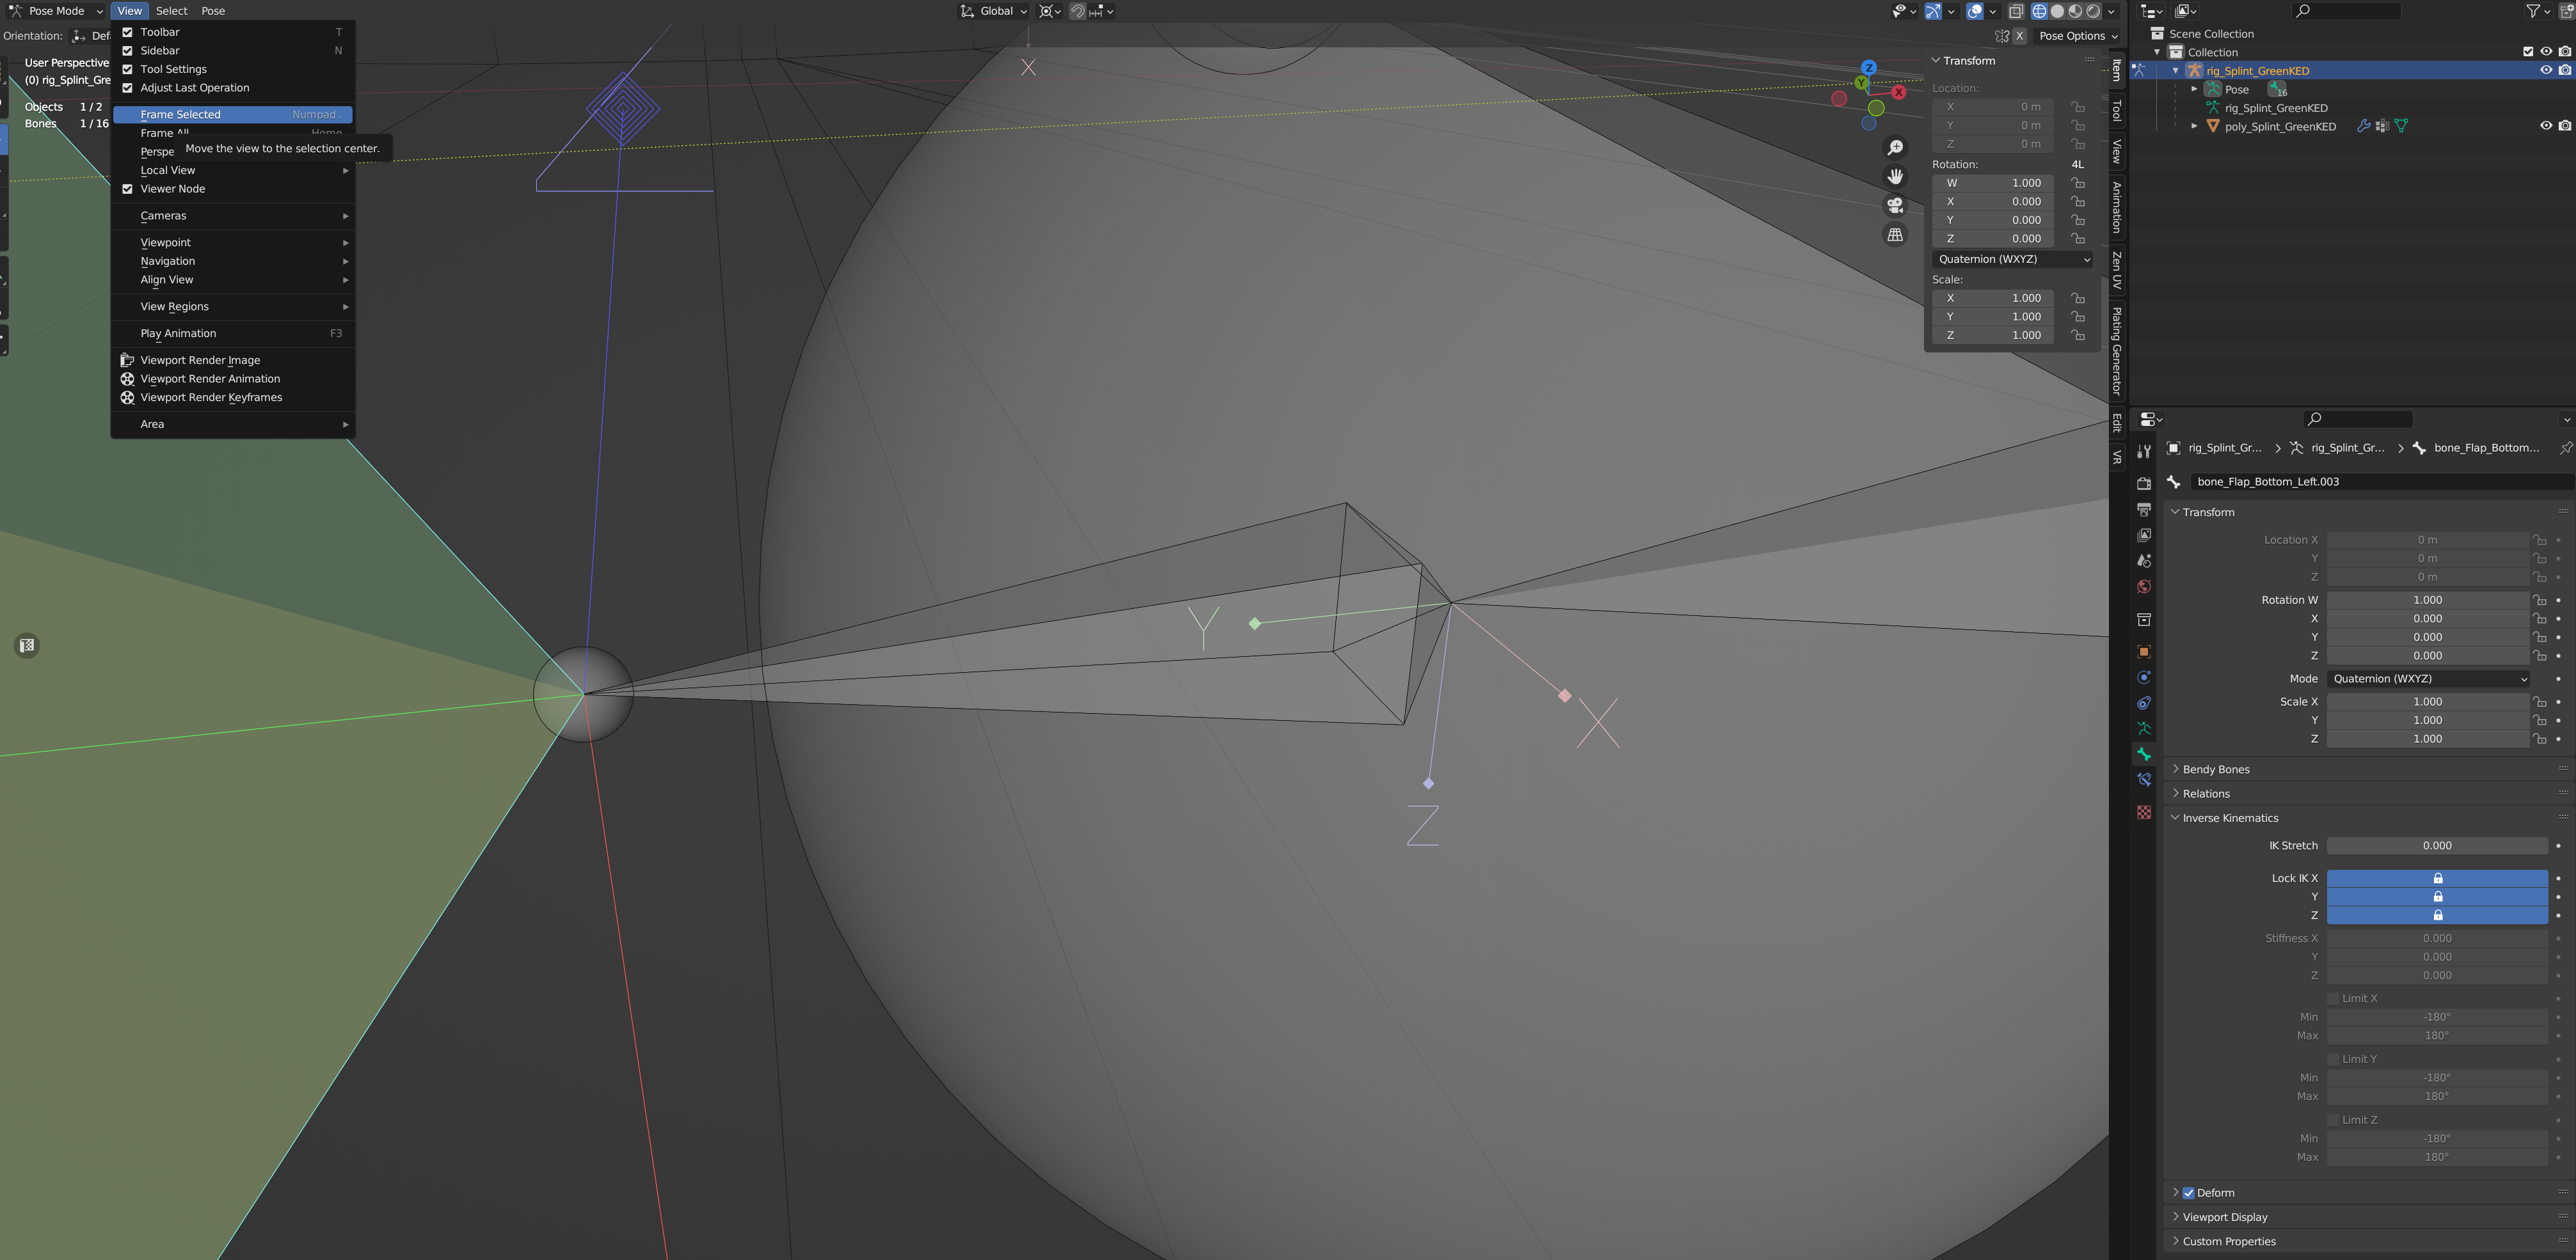 Pose Mode View Select Pose Global
Orientation: Def
X Pose Options
User Perspective
(0) rig_Splint_Gre
Objects 1 / 2
Bones 1 / 16
Toolbar T
Sidebar N
Tool Settings
Adjust Last Operation
Frame Selected Numpad .
Frame All Home
Perspe
Move the view to the selection center.
Local View
Viewer Node
Cameras
Viewpoint
Navigation
Align View
View Regions
Play Animation F3
Viewport Render Image
Viewport Render Animation
Viewport Render Keyframes
Area
X
Y
X
Z
Z
Y
X
Transform
Location:
X 0 m
Y 0 m
Z 0 m
Rotation: 4L
W 1.000
X 0.000
Y 0.000
Z 0.000
Quaternion (WXYZ)
Scale:
X 1.000
Y 1.000
Z 1.000
Item
Tool
View
Animation
Zen UV
Plating Generator
Edit
VR
Scene Collection
Collection
rig_Splint_GreenKED
Pose 16
rig_Splint_GreenKED
poly_Splint_GreenKED
rig_Splint_Gr... rig_Splint_Gr... bone_Flap_Bottom...
bone_Flap_Bottom_Left.003
Transform
Location X 0 m
Y 0 m
Z 0 m
Rotation W 1.000
X 0.000
Y 0.000
Z 0.000
Mode Quaternion (WXYZ)
Scale X 1.000
Y 1.000
Z 1.000
Bendy Bones
Relations
Inverse Kinematics
IK Stretch 0.000
Lock IK X
Y
Z
Stiffness X 0.000
Y 0.000
Z 0.000
Limit X
Min -180°
Max 180°
Limit Y
Min -180°
Max 180°
Limit Z
Min -180°
Max 180°
Deform
Viewport Display
Custom Properties